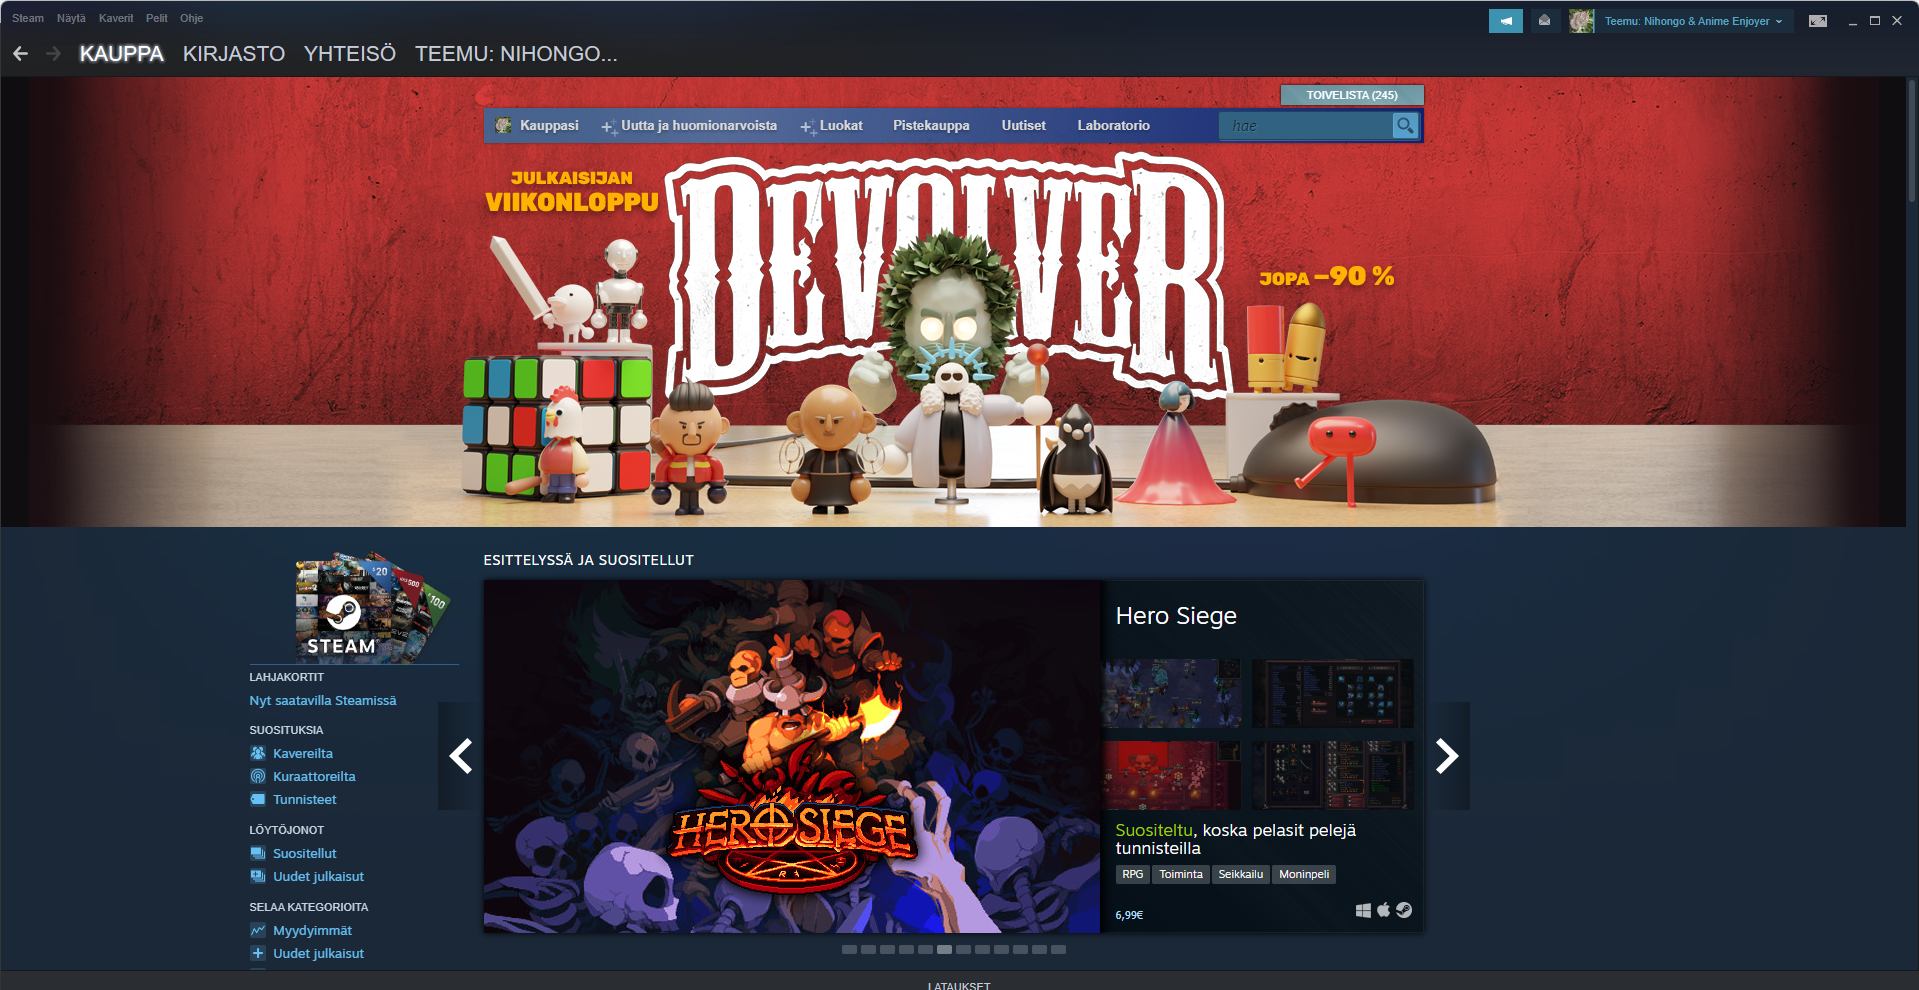 Steam Näytä Kaverit Pelit Ohje
Teemu: Nihongo & Anime Enjoyer
KAUPPA KIRJASTO YHTEISÖ TEEMU: NIHONGO...
TOIVELISTA (245)
Kauppasi Uutta ja huomionarvoista Luokat Pistekauppa Uutiset Laboratorio hae
JULKAISIJAN
VIIKONLOPPU
DEVOLVER
JOPA –90 %
STEAM
20
500
100
LAHJAKORTIT
Nyt saatavilla Steamissä
SUOSITUKSIA
Kavereilta
Kuraattoreilta
Tunnisteet
LÖYTÖJONOT
Suositellut
Uudet julkaisut
SELAA KATEGORIOITA
Myydyimmät
Uudet julkaisut
ESITTELYSSÄ JA SUOSITELLUT
HERO SIEGE
Hero Siege
Suositeltu, koska pelasit pelejä
tunnisteilla
RPG Toiminta Seikkailu Moninpeli
6,99€
LATAUKSET